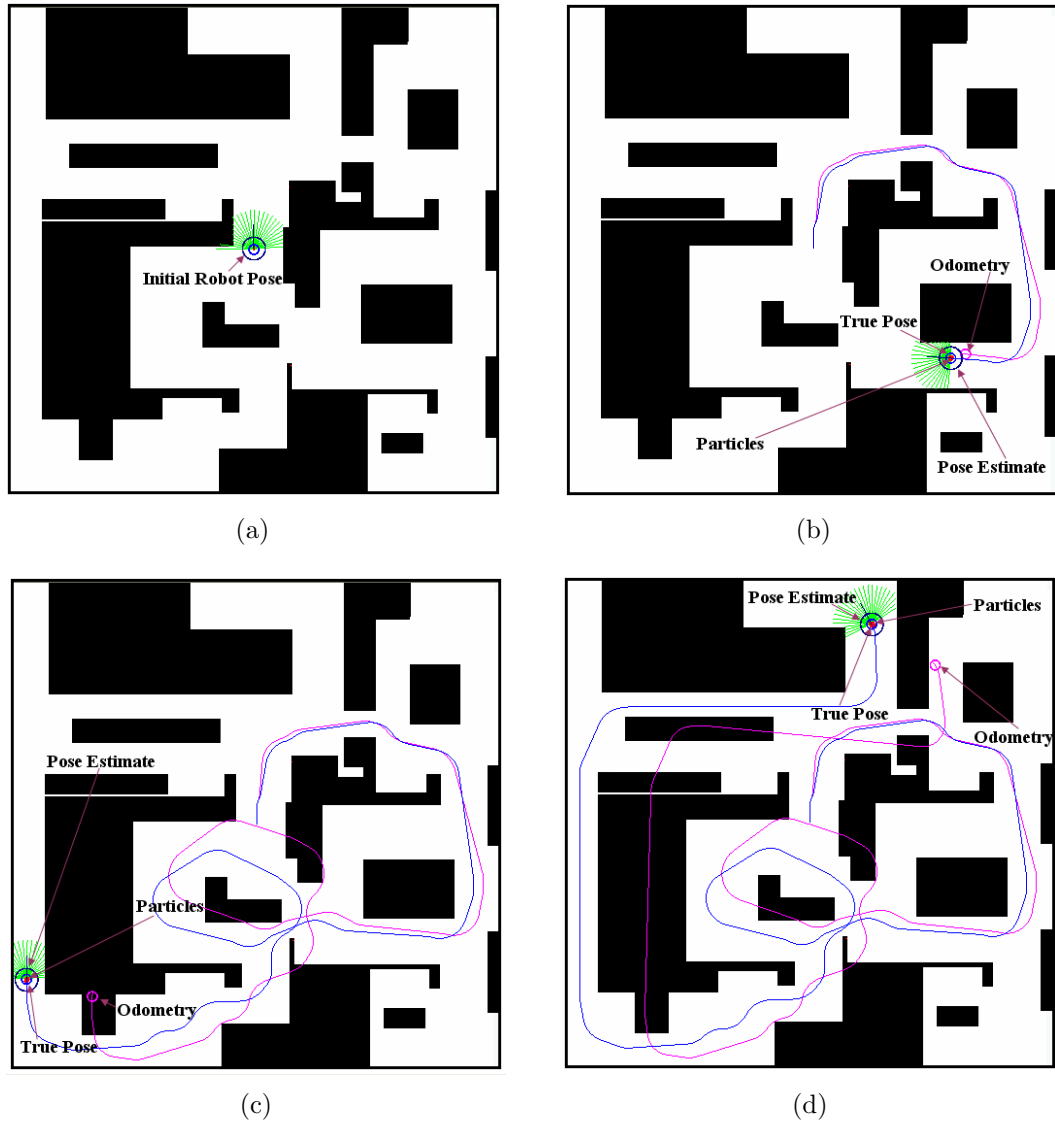 Initial Robot Pose
(a)
Odometry
True Pose
Particles
Pose Estimate
(b)
Pose Estimate
Particles
Odometry
True Pose
(c)
Pose Estimate
Particles
True Pose
Odometry
(d)